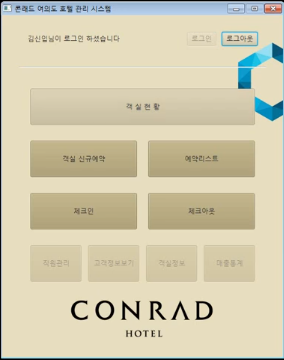 콘래드 여의도 호텔 관리 시스템
김신입님이 로그인 하셨습니다
로그인 로그아웃
객 실 현 황
객실 신규예약 예약리스트
체크인 체크아웃
직원관리 고객정보보기 객실정보 매출통계
CONRAD
HOTEL